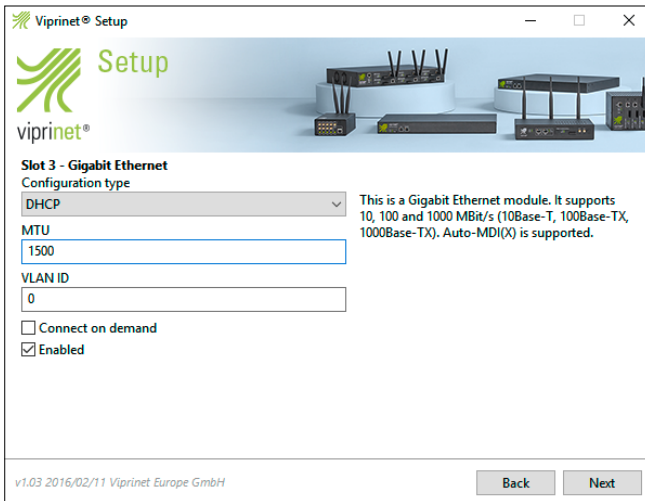 Viprinet® Setup
Setup
viprinet®
Slot 3 - Gigabit Ethernet
Configuration type
DHCP
This is a Gigabit Ethernet module. It supports
10, 100 and 1000 MBit/s (10Base-T, 100Base-TX,
1000Base-TX). Auto-MDI(X) is supported.
MTU
1500
VLAN ID
0
Connect on demand
Enabled
v1.03 2016/02/11 Viprinet Europe GmbH
Back
Next